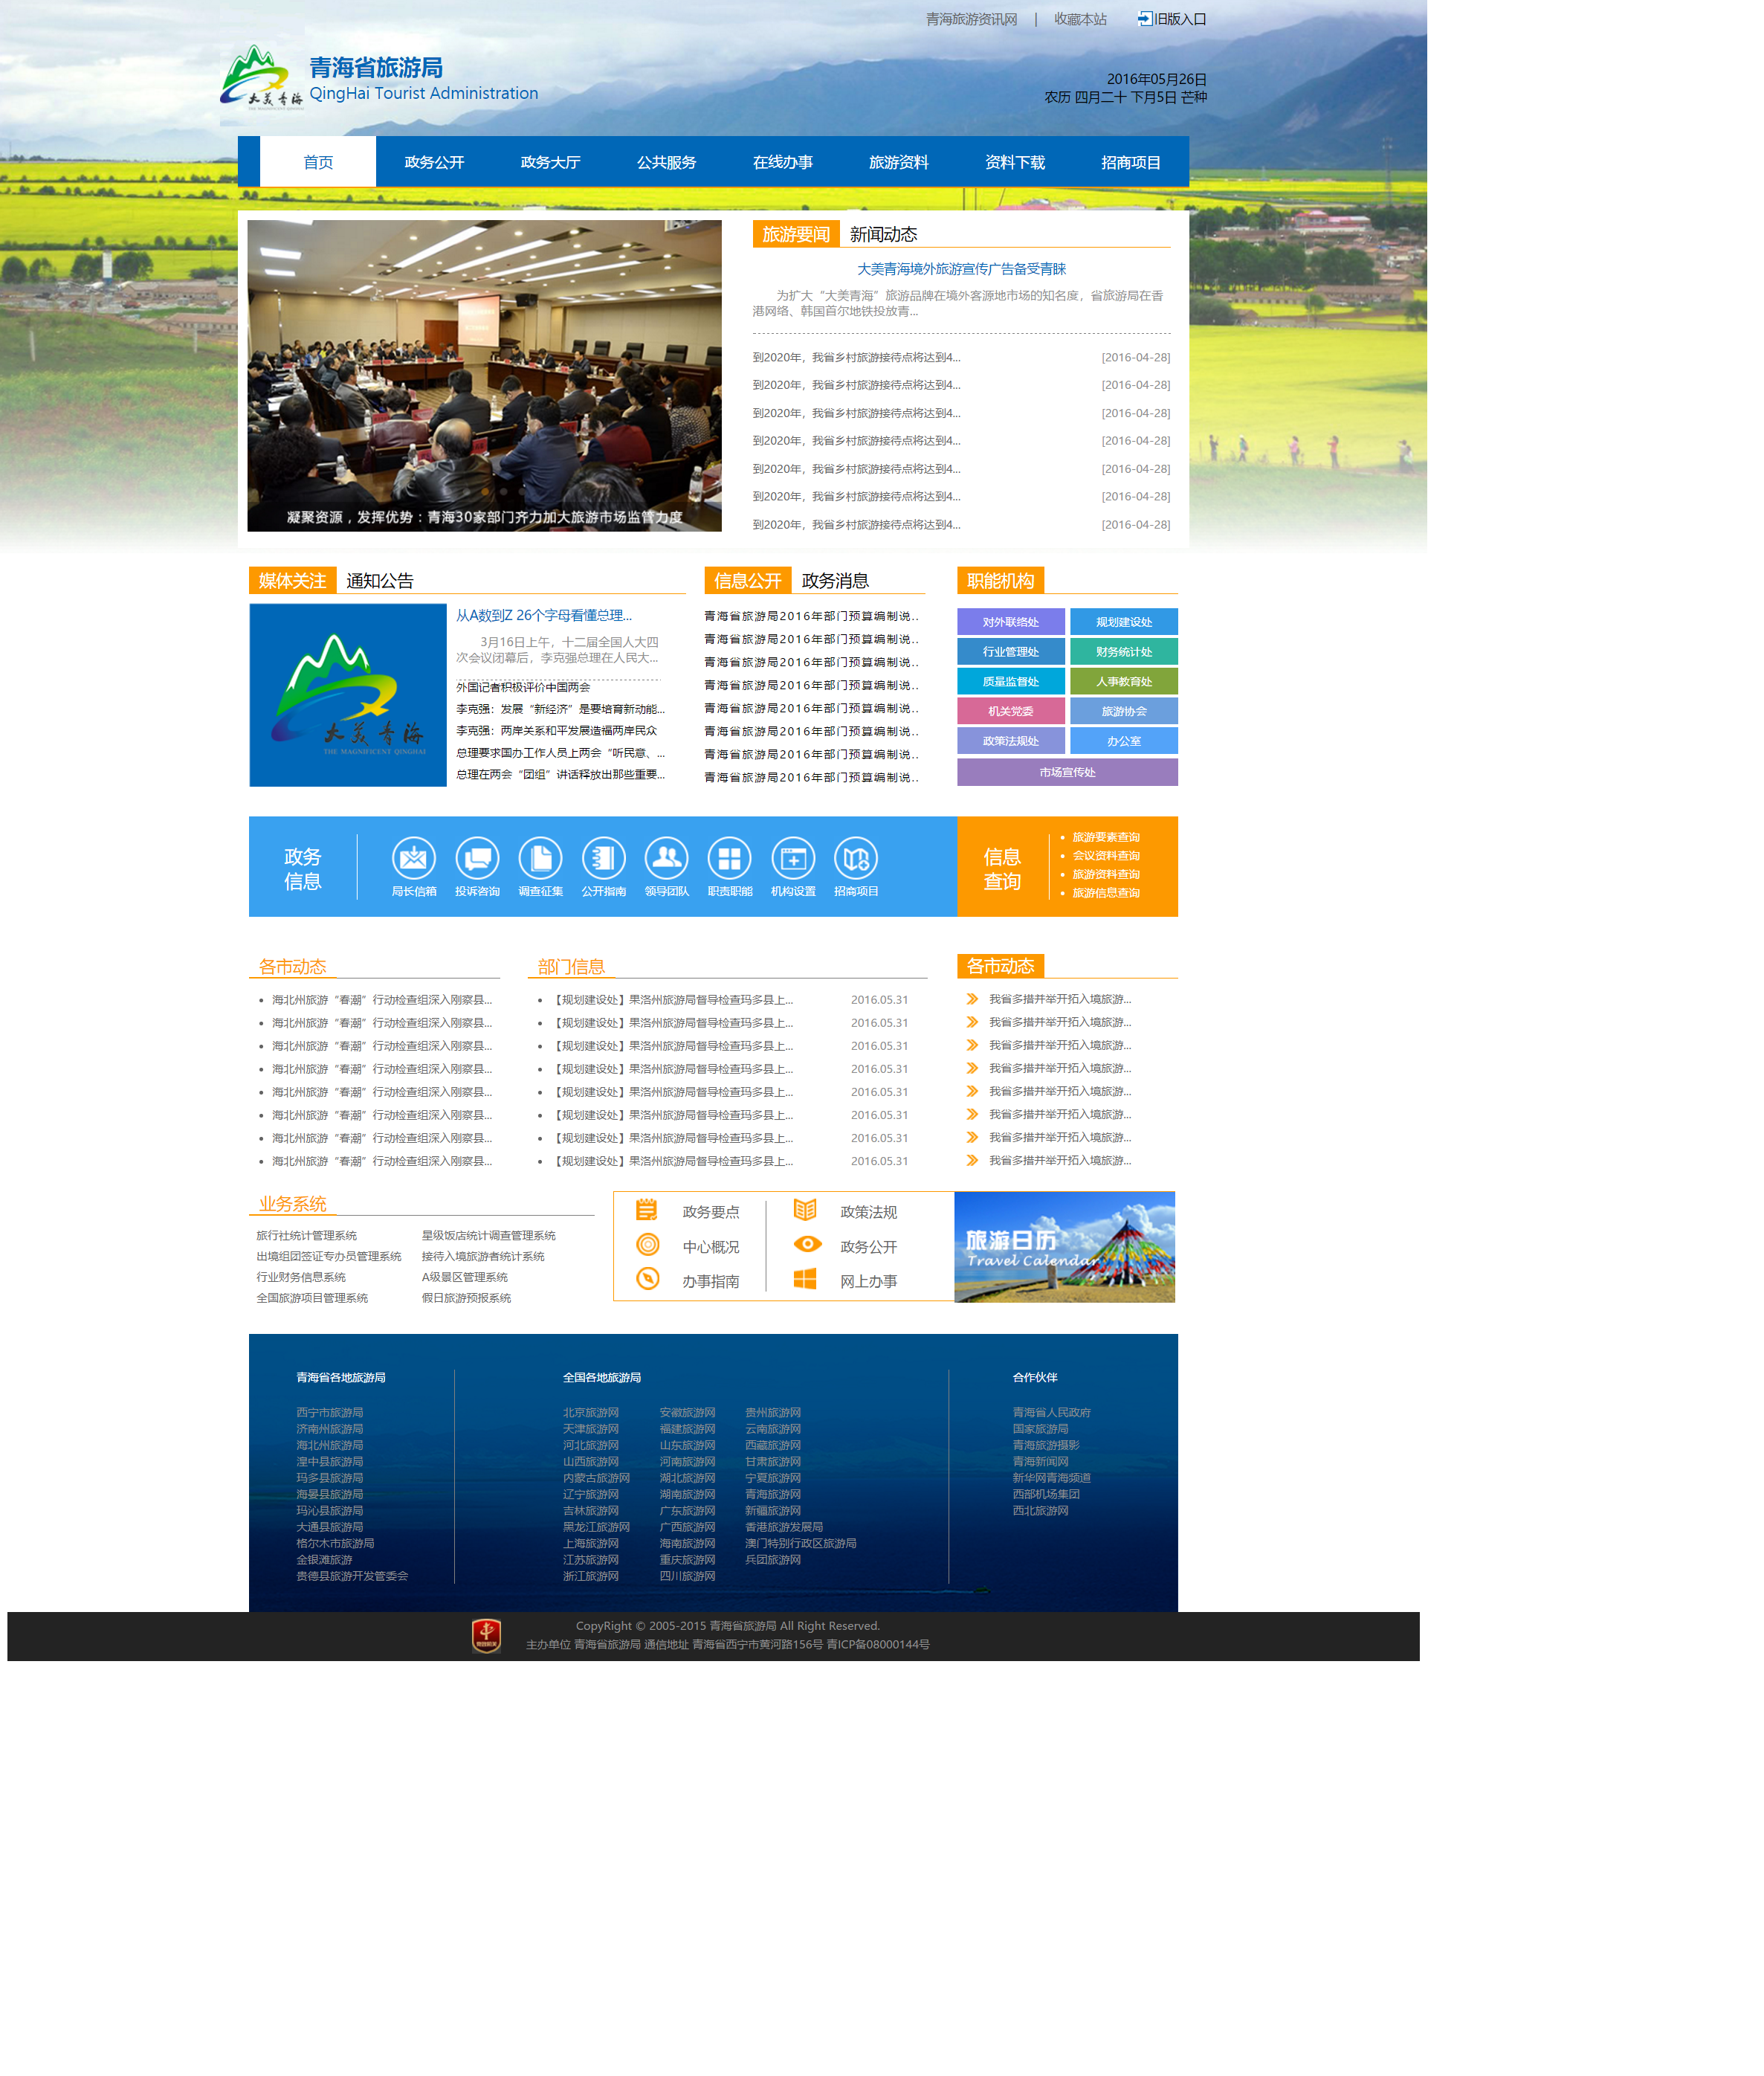 青海旅游资讯网 | 收藏本站 旧版入口
青海省旅游局
QingHai Tourist Administration
大美青海
2016年05月26日
农历 四月二十 下月5日 芒种
首页 政务公开 政务大厅 公共服务 在线办事 旅游资料 资料下载 招商项目
凝聚资源，发挥优势：青海30家部门齐力加大旅游市场监管力度
旅游要闻 新闻动态
大美青海境外旅游宣传广告备受青睐
为扩大“大美青海”旅游品牌在境外客源地市场的知名度，省旅游局在香
港网络、韩国首尔地铁投放青...
到2020年，我省乡村旅游接待点将达到4... [2016-04-28]
到2020年，我省乡村旅游接待点将达到4... [2016-04-28]
到2020年，我省乡村旅游接待点将达到4... [2016-04-28]
到2020年，我省乡村旅游接待点将达到4... [2016-04-28]
到2020年，我省乡村旅游接待点将达到4... [2016-04-28]
到2020年，我省乡村旅游接待点将达到4... [2016-04-28]
到2020年，我省乡村旅游接待点将达到4... [2016-04-28]
媒体关注 通知公告
大美青海
THE MAGNIFICENT QINGHAI
从A数到Z 26个字母看懂总理...
3月16日上午，十二届全国人大四
次会议闭幕后，李克强总理在人民大...
外国记者积极评价中国两会
李克强：发展“新经济”是要培育新动能...
李克强：两岸关系和平发展造福两岸民众
总理要求国办工作人员上两会“听民意、...
总理在两会“团组”讲话释放出那些重要...
信息公开 政务消息
青海省旅游局2016年部门预算编制说..
青海省旅游局2016年部门预算编制说..
青海省旅游局2016年部门预算编制说..
青海省旅游局2016年部门预算编制说..
青海省旅游局2016年部门预算编制说..
青海省旅游局2016年部门预算编制说..
青海省旅游局2016年部门预算编制说..
青海省旅游局2016年部门预算编制说..
职能机构
对外联络处 规划建设处
行业管理处 财务统计处
质量监督处 人事教育处
机关党委 旅游协会
政策法规处 办公室
市场宣传处
政务
信息
局长信箱 投诉咨询 调查征集 公开指南 领导团队 职责职能 机构设置 招商项目
信息
查询
• 旅游要素查询
• 会议资料查询
• 旅游资料查询
• 旅游信息查询
各市动态
• 海北州旅游“春潮”行动检查组深入刚察县...
• 海北州旅游“春潮”行动检查组深入刚察县...
• 海北州旅游“春潮”行动检查组深入刚察县...
• 海北州旅游“春潮”行动检查组深入刚察县...
• 海北州旅游“春潮”行动检查组深入刚察县...
• 海北州旅游“春潮”行动检查组深入刚察县...
• 海北州旅游“春潮”行动检查组深入刚察县...
• 海北州旅游“春潮”行动检查组深入刚察县...
部门信息
• 【规划建设处】果洛州旅游局督导检查玛多县上... 2016.05.31
• 【规划建设处】果洛州旅游局督导检查玛多县上... 2016.05.31
• 【规划建设处】果洛州旅游局督导检查玛多县上... 2016.05.31
• 【规划建设处】果洛州旅游局督导检查玛多县上... 2016.05.31
• 【规划建设处】果洛州旅游局督导检查玛多县上... 2016.05.31
• 【规划建设处】果洛州旅游局督导检查玛多县上... 2016.05.31
• 【规划建设处】果洛州旅游局督导检查玛多县上... 2016.05.31
• 【规划建设处】果洛州旅游局督导检查玛多县上... 2016.05.31
各市动态
我省多措并举开拓入境旅游...
我省多措并举开拓入境旅游...
我省多措并举开拓入境旅游...
我省多措并举开拓入境旅游...
我省多措并举开拓入境旅游...
我省多措并举开拓入境旅游...
我省多措并举开拓入境旅游...
我省多措并举开拓入境旅游...
业务系统
旅行社统计管理系统 星级饭店统计调查管理系统
出境组团签证专办员管理系统 接待入境旅游者统计系统
行业财务信息系统 A级景区管理系统
全国旅游项目管理系统 假日旅游预报系统
政务要点 政策法规
中心概况 政务公开
办事指南 网上办事
旅游日历
Travel Calendar
青海省各地旅游局
西宁市旅游局
济南州旅游局
海北州旅游局
湟中县旅游局
玛多县旅游局
海晏县旅游局
玛沁县旅游局
大通县旅游局
格尔木市旅游局
金银滩旅游
贵德县旅游开发管委会
全国各地旅游局
北京旅游网 安徽旅游网 贵州旅游网
天津旅游网 福建旅游网 云南旅游网
河北旅游网 山东旅游网 西藏旅游网
山西旅游网 河南旅游网 甘肃旅游网
内蒙古旅游网 湖北旅游网 宁夏旅游网
辽宁旅游网 湖南旅游网 青海旅游网
吉林旅游网 广东旅游网 新疆旅游网
黑龙江旅游网 广西旅游网 香港旅游发展局
上海旅游网 海南旅游网 澳门特别行政区旅游局
江苏旅游网 重庆旅游网 兵团旅游网
浙江旅游网 四川旅游网
合作伙伴
青海省人民政府
国家旅游局
青海旅游摄影
青海新闻网
新华网青海频道
西部机场集团
西北旅游网
CopyRight © 2005-2015 青海省旅游局 All Right Reserved.
主办单位 青海省旅游局 通信地址 青海省西宁市黄河路156号 青ICP备08000144号